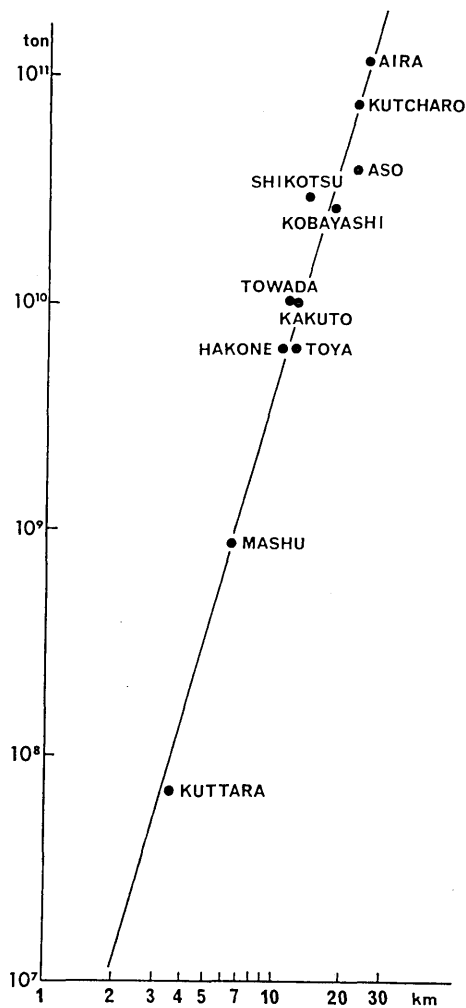 ton
10¹¹
AIRA
KUTCHARO
ASO
SHIKOTSU
KOBAYASHI
10¹⁰
TOWADA
KAKUTO
HAKONE TOYA
10⁹
MASHU
10⁸
KUTTARA
10⁷
1 2 3 4 5 7 10 20 30 km